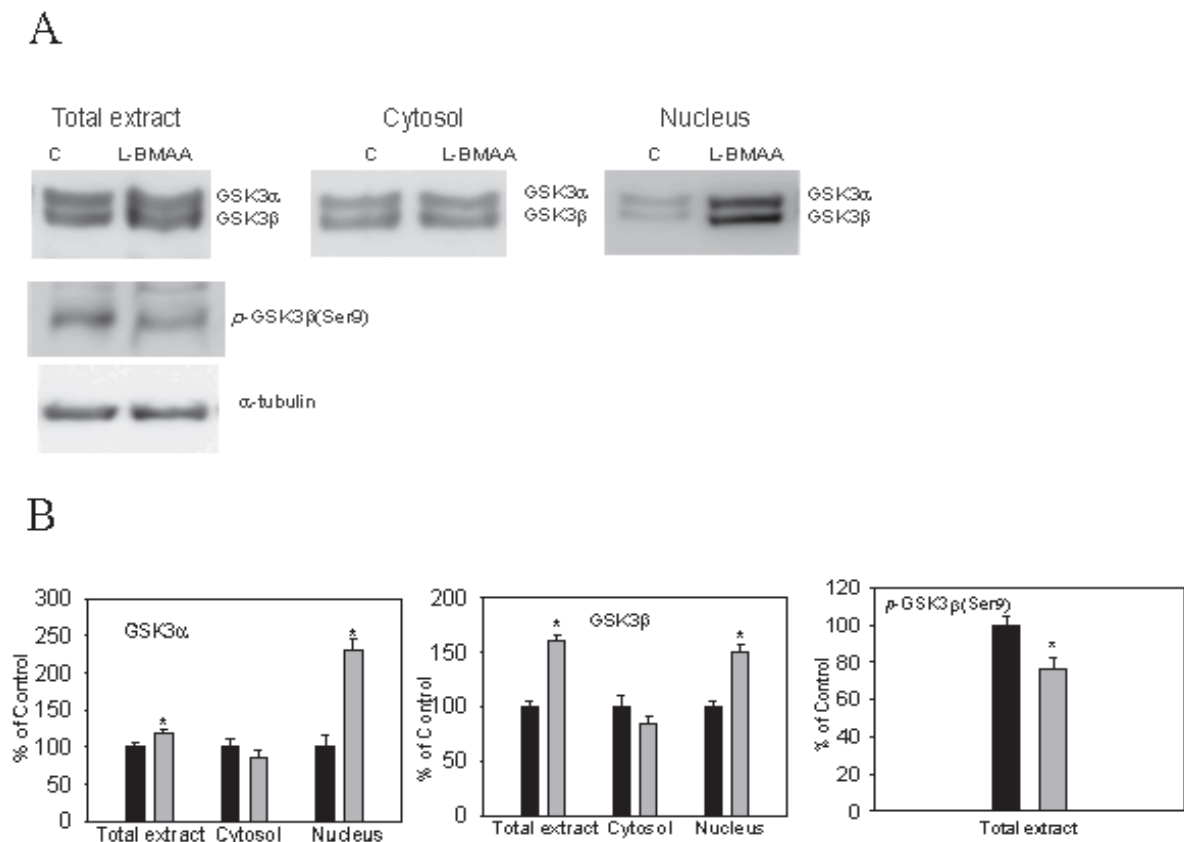 A
Total extract
Cytosol
Nucleus
C L-BMAA
C L-BMAA
C L-BMAA
GSK3α
GSK3β
GSK3α
GSK3β
GSK3α
GSK3β
p-GSK3β(Ser9)
α-tubulin
B
GSK3α
% of Control
300
250
200
150
100
50
0
*
*
Total extract Cytosol Nucleus
GSK3β
% of Control
200
150
100
50
0
*
*
Total extract Cytosol Nucleus
p-GSK3β(Ser9)
% of Control
120
100
80
60
40
20
0
*
Total extract